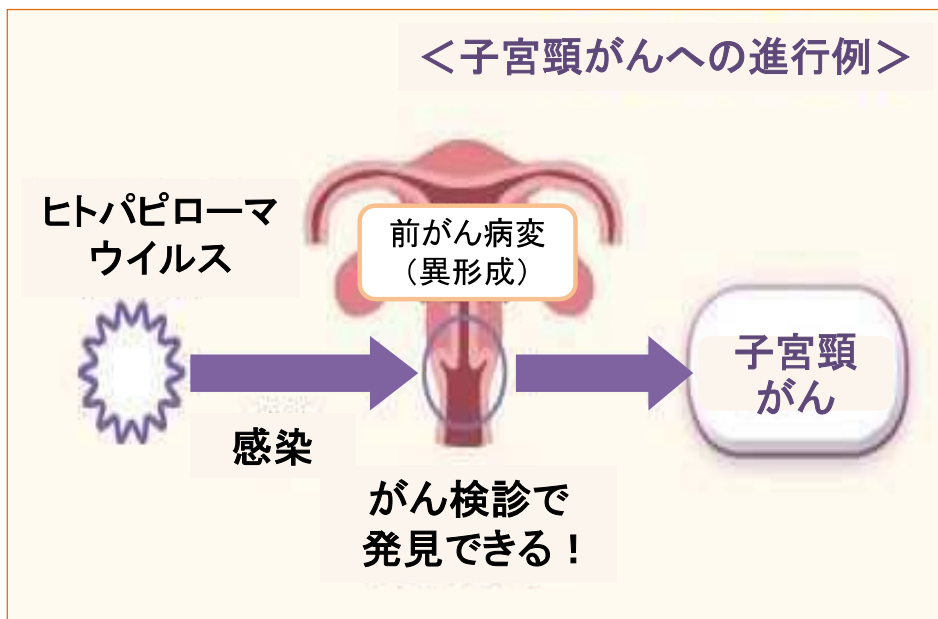 ＜子宮頸がんへの進行例＞
ヒトパピローマ
ウイルス
前がん病変
（異形成）
感染
がん検診で
発見できる！
子宮頸
がん